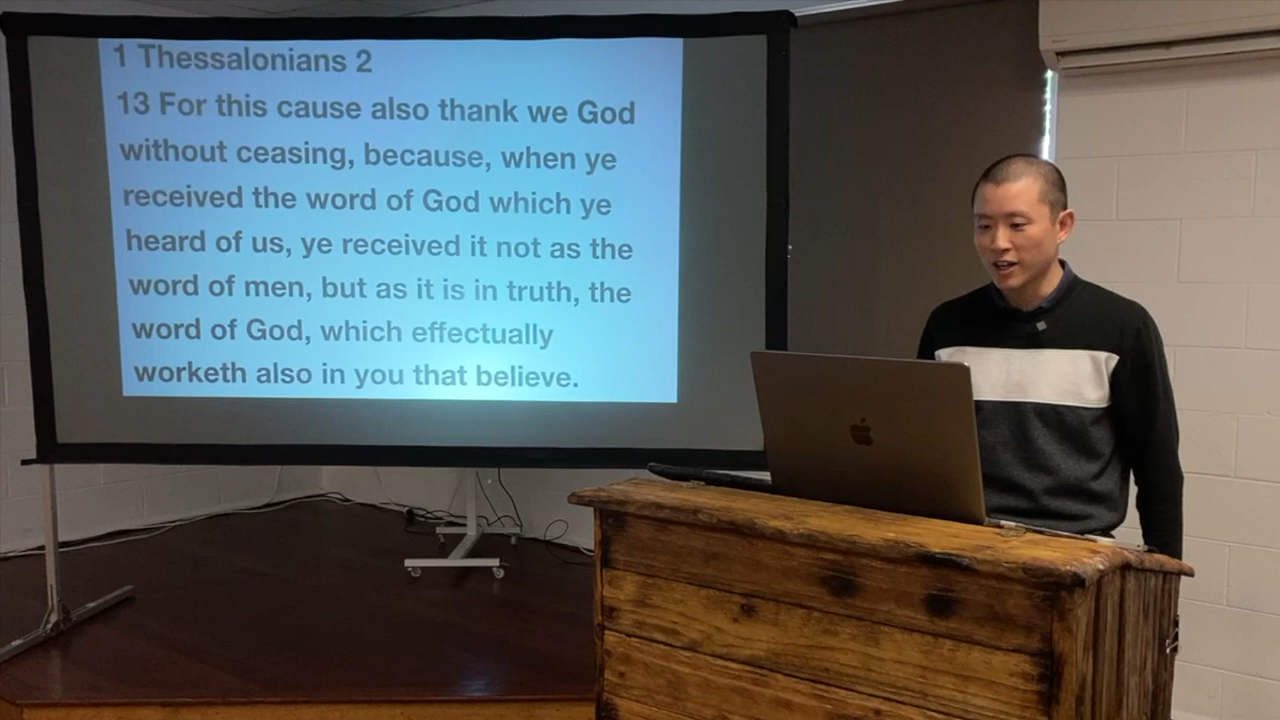 1 Thessalonians 2
13 For this cause also thank we God
without ceasing, because, when ye
received the word of God which ye
heard of us, ye received it not as the
word of men, but as it is in truth, the
word of God, which effectually
worketh also in you that believe.